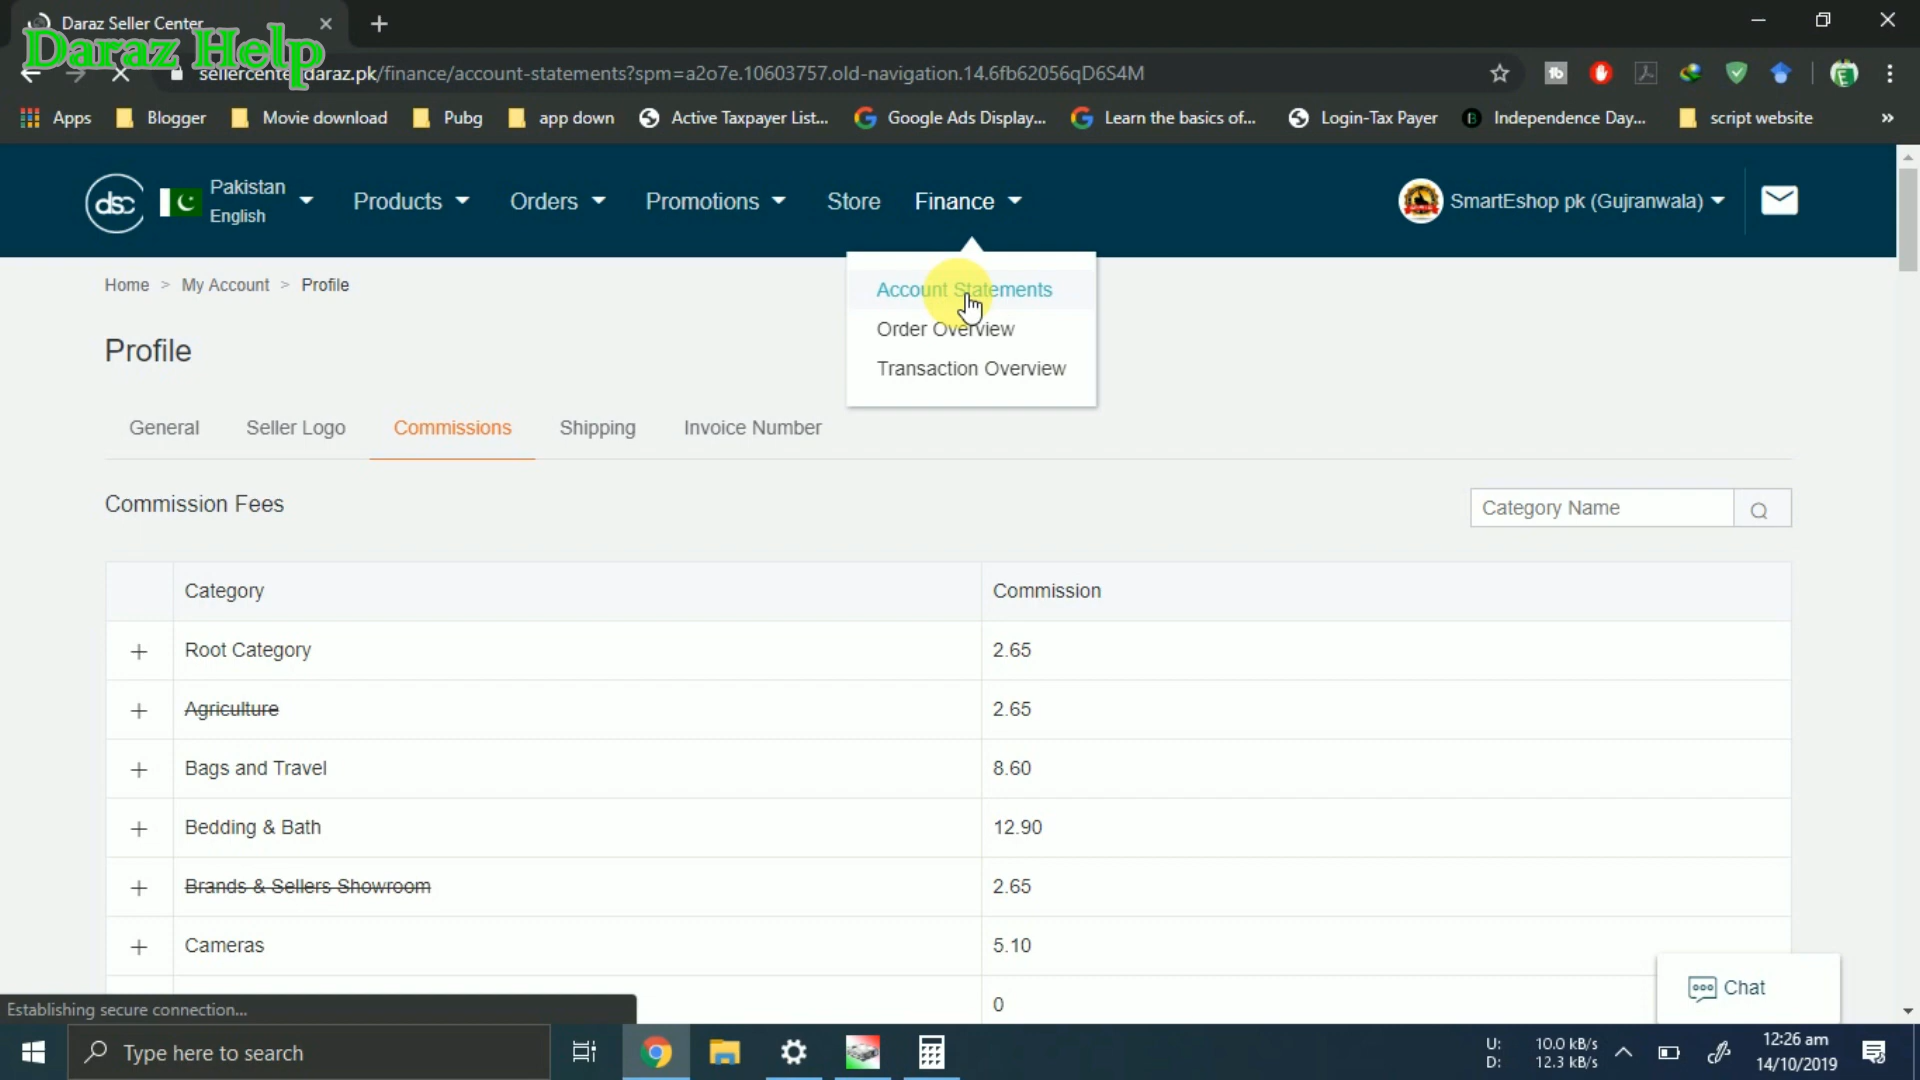 Daraz Seller Center
Daraz Help
sellercenter.daraz.pk/finance/account-statements?spm=a2o7e.10603757.old-navigation.14.6fb62056qD6S4M
Apps Blogger Movie download Pubg app down Active Taxpayer List... Google Ads Display... Learn the basics of... Login-Tax Payer Independence Day... script website »
dsc Pakistan English Products Orders Promotions Store Finance SmartEshop pk (Gujranwala)
Home > My Account > Profile
Account Statements
Order Overview
Transaction Overview
Profile
General Seller Logo Commissions Shipping Invoice Number
Commission Fees Category Name
Category Commission
+ Root Category 2.65
+ Agriculture 2.65
+ Bags and Travel 8.60
+ Bedding & Bath 12.90
+ Brands & Sellers Showroom 2.65
+ Cameras 5.10
0
Chat
Establishing secure connection...
Type here to search
U: 10.0 kB/s
D: 12.3 kB/s
12:26 am
14/10/2019